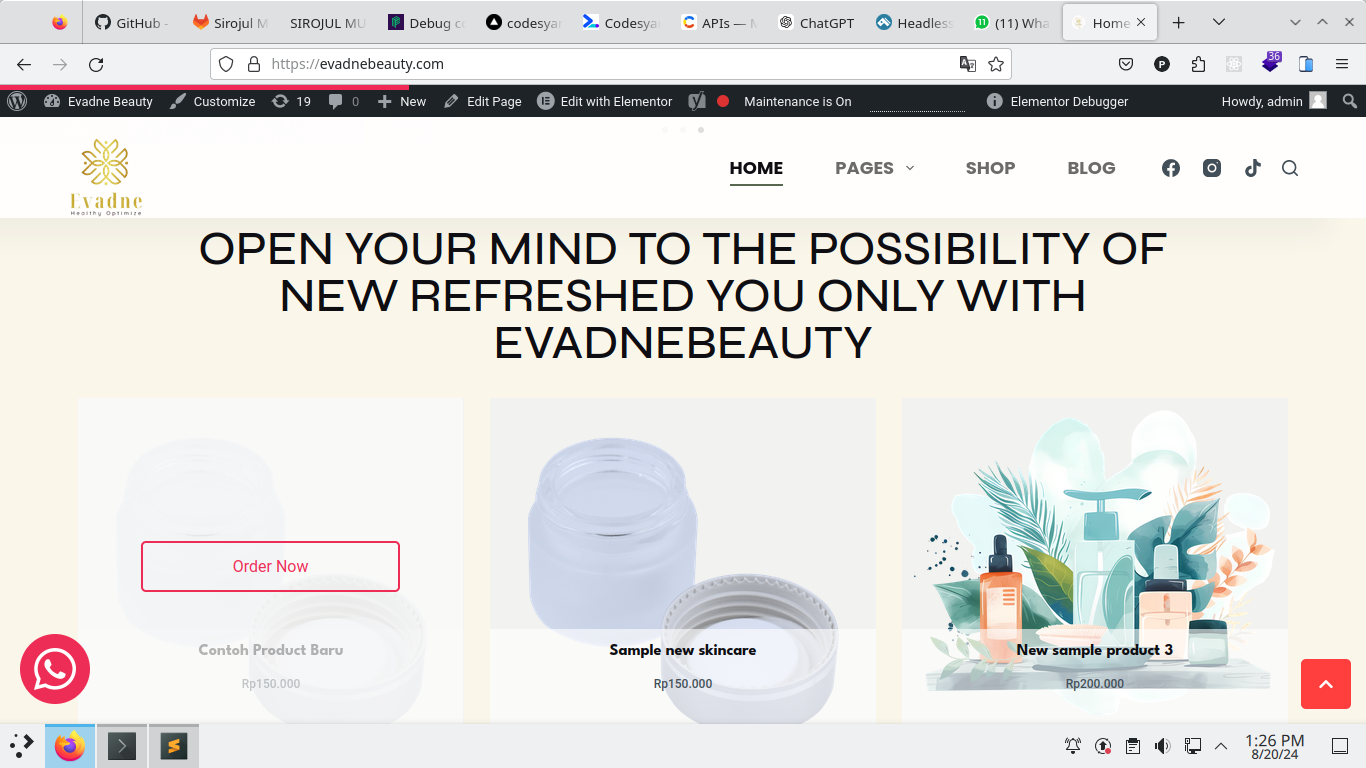 GitHub -
Sirojul M
SIROJUL MU
Debug c
codesya
Codesya
APIs — 
ChatGPT
Headless
(11) Wha
Home
https://evadnebeauty.com
36
Evadne Beauty
Customize
19
0
New
Edit Page
Edit with Elementor
Maintenance is On
Elementor Debugger
Howdy, admin
Evadne
Healthy Optimize
HOME
PAGES
SHOP
BLOG
OPEN YOUR MIND TO THE POSSIBILITY OF
NEW REFRESHED YOU ONLY WITH
EVADNEBEAUTY
Order Now
Contoh Product Baru
Rp150.000
Sample new skincare
Rp150.000
New sample product 3
Rp200.000
1:26 PM
8/20/24